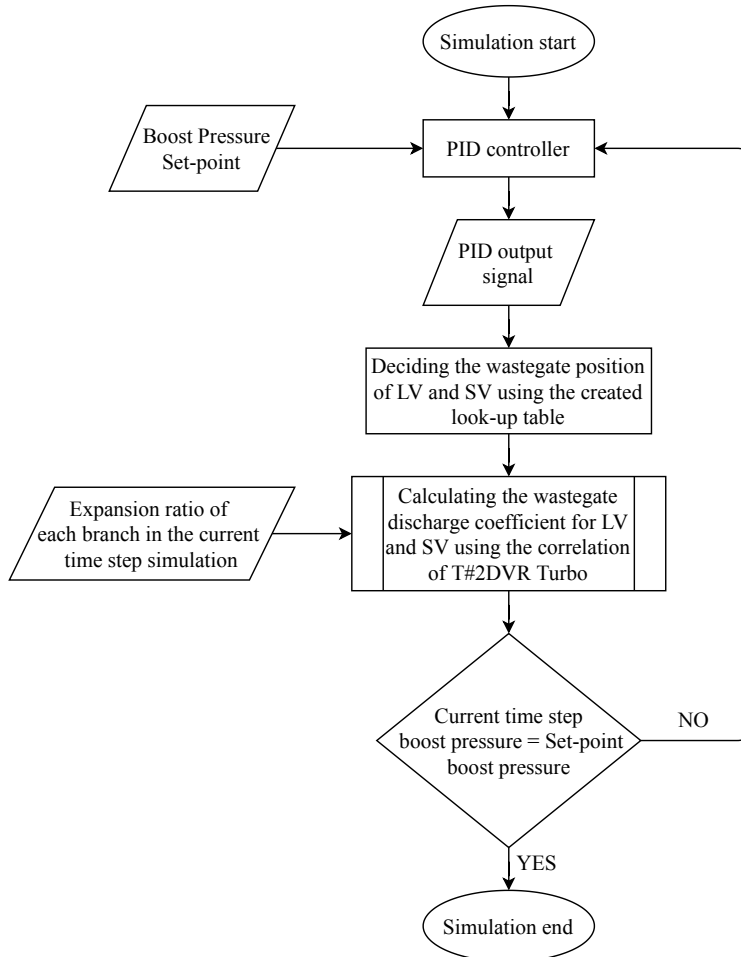 Simulation start
Boost Pressure
Set-point
PID controller
PID output
signal
Deciding the wastegate position
of LV and SV using the created
look-up table
Expansion ratio of
each branch in the current
time step simulation
Calculating the wastegate
discharge coefficient for LV
and SV using the correlation
of T#2DVR Turbo
Current time step
boost pressure = Set-point
boost pressure
NO
YES
Simulation end